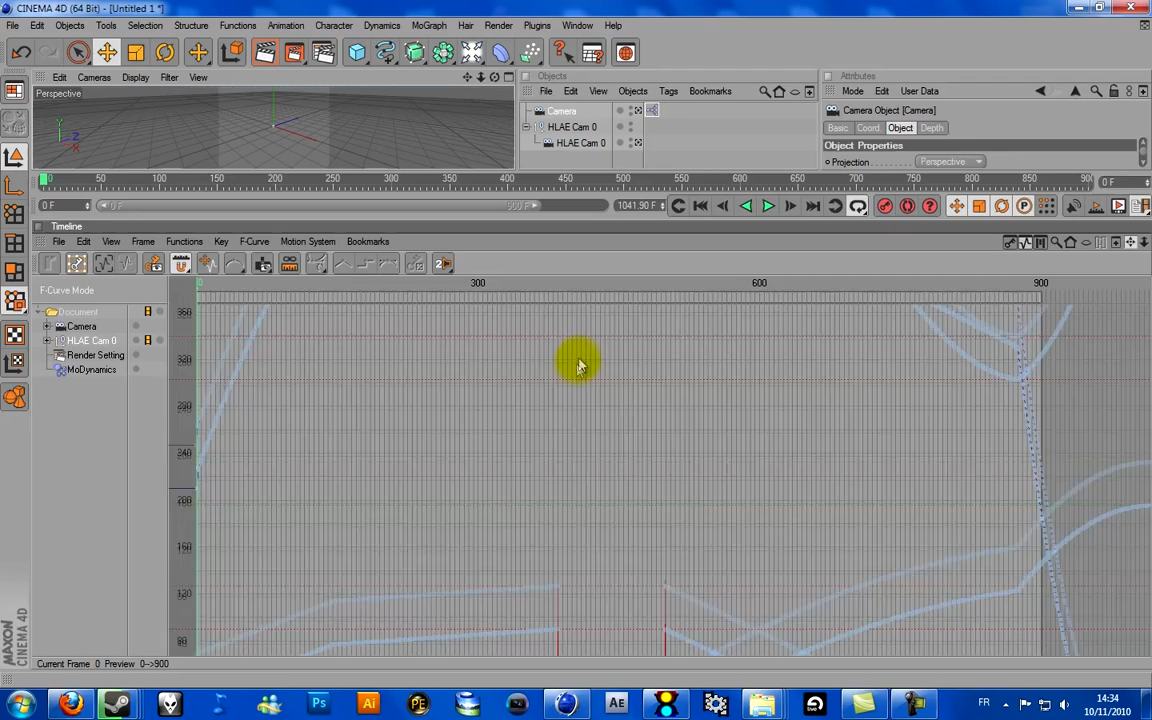 CINEMA 4D (64 Bit) - [Untitled 1 *]
File Edit Objects Tools Selection Structure Functions Animation Character Dynamics MoGraph Hair Render Plugins Window Help
Edit Cameras Display Filter View
Perspective
Y
Z
X
Objects
File Edit View Objects Tags Bookmarks
Camera
HLAE Cam 0
HLAE Cam 0
Attributes
Mode Edit User Data
Camera Object [Camera]
Basic Coord. Object Depth
Object Properties
Projection Perspective
0 50 100 150 200 250 300 350 400 450 500 550 600 650 700 750 800 850 900 0 F
0 F 1041.90 F
Timeline
File Edit View Frame Functions Key F-Curve Motion System Bookmarks
F-Curve Mode
Document
Camera
HLAE Cam 0
Render Setting
MoDynamics
0 300 600 900
360
320
240
160
120
Current Frame 0 Preview 0-->900
MAXON
CINEMA 4D
Ps Ai PE AE live FR 14:34
10/11/2010